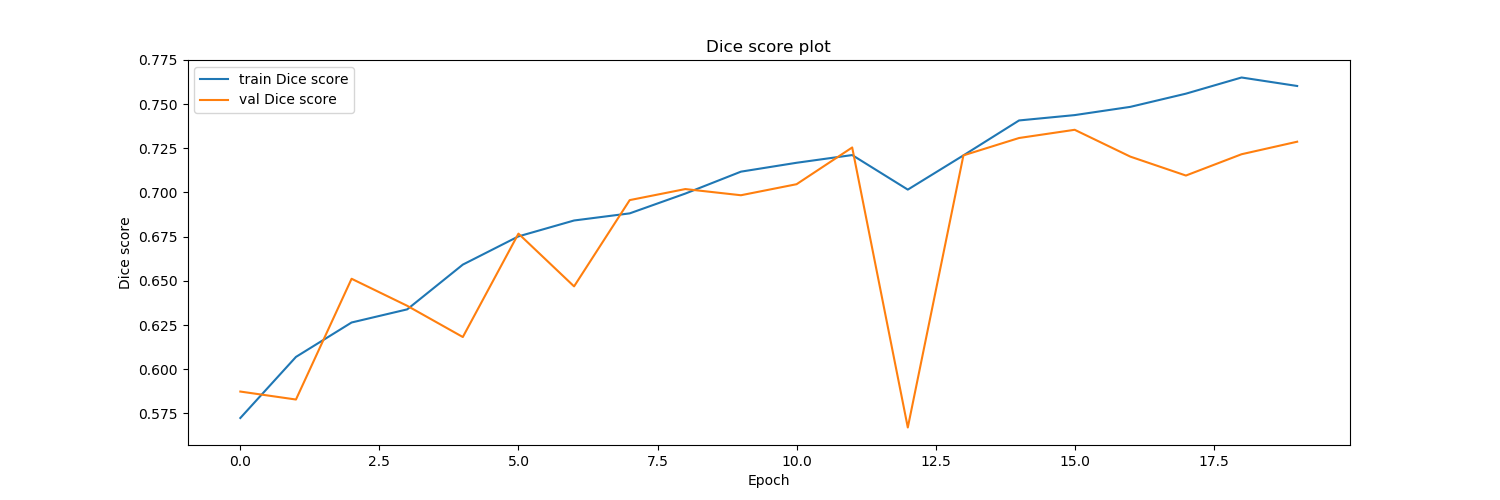 Dice score plot
train Dice score
val Dice score
0.775
0.750
0.725
0.700
0.675
0.650
0.625
0.600
0.575
Dice score
0.0 2.5 5.0 7.5 10.0 12.5 15.0 17.5
Epoch